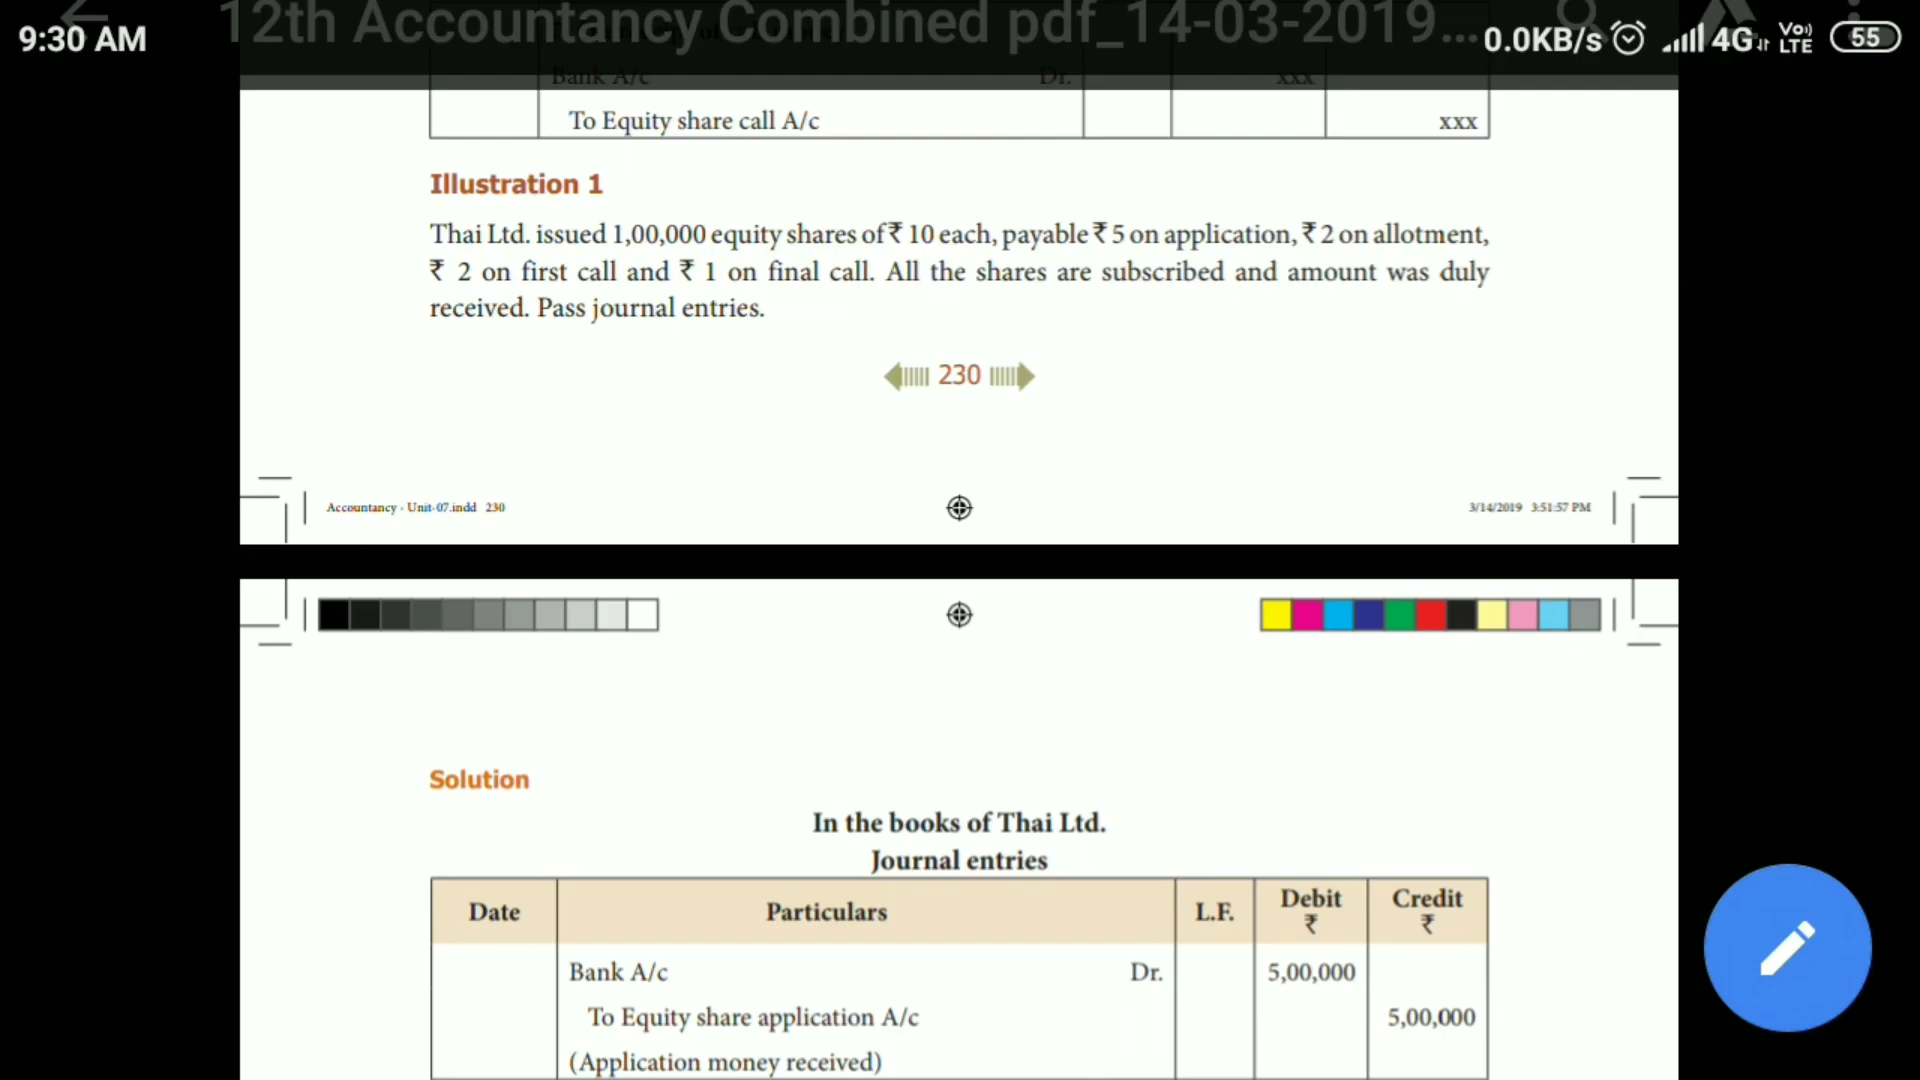 9:30 AM
12th Accountancy Combined pdf_14-03-2019...
0.0KB/s
4G
Vo))
LTE
55
Bank A/c Dr. xxx
To Equity share call A/c xxx
Illustration 1
Thai Ltd. issued 1,00,000 equity shares of ₹ 10 each, payable ₹ 5 on application, ₹ 2 on allotment,
₹ 2 on first call and ₹ 1 on final call. All the shares are subscribed and amount was duly
received. Pass journal entries.
230
Accountancy - Unit-07.indd 230
3/14/2019 3:51:57 PM
Solution
In the books of Thai Ltd.
Journal entries
Date Particulars L.F. Debit ₹ Credit ₹
Bank A/c Dr. 5,00,000
To Equity share application A/c 5,00,000
(Application money received)